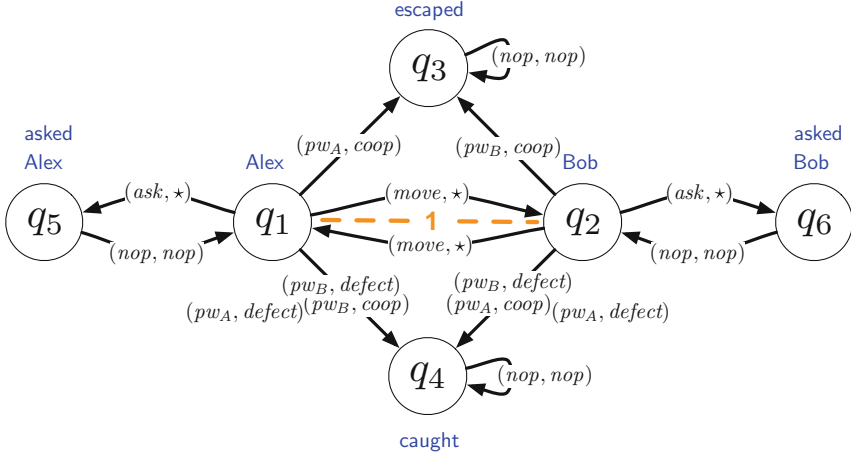 escaped
q3
(nop, nop)
asked
Alex
Alex
(pwA, coop)
(pwB, coop)
Bob
asked
Bob
q5
(ask, ⋆)
(nop, nop)
q1
(move, ⋆)
1
(move, ⋆)
q2
(ask, ⋆)
(nop, nop)
q6
(pwB, defect)
(pwA, defect)
(pwB, coop)
(pwB, defect)
(pwA, coop)
(pwA, defect)
q4
(nop, nop)
caught